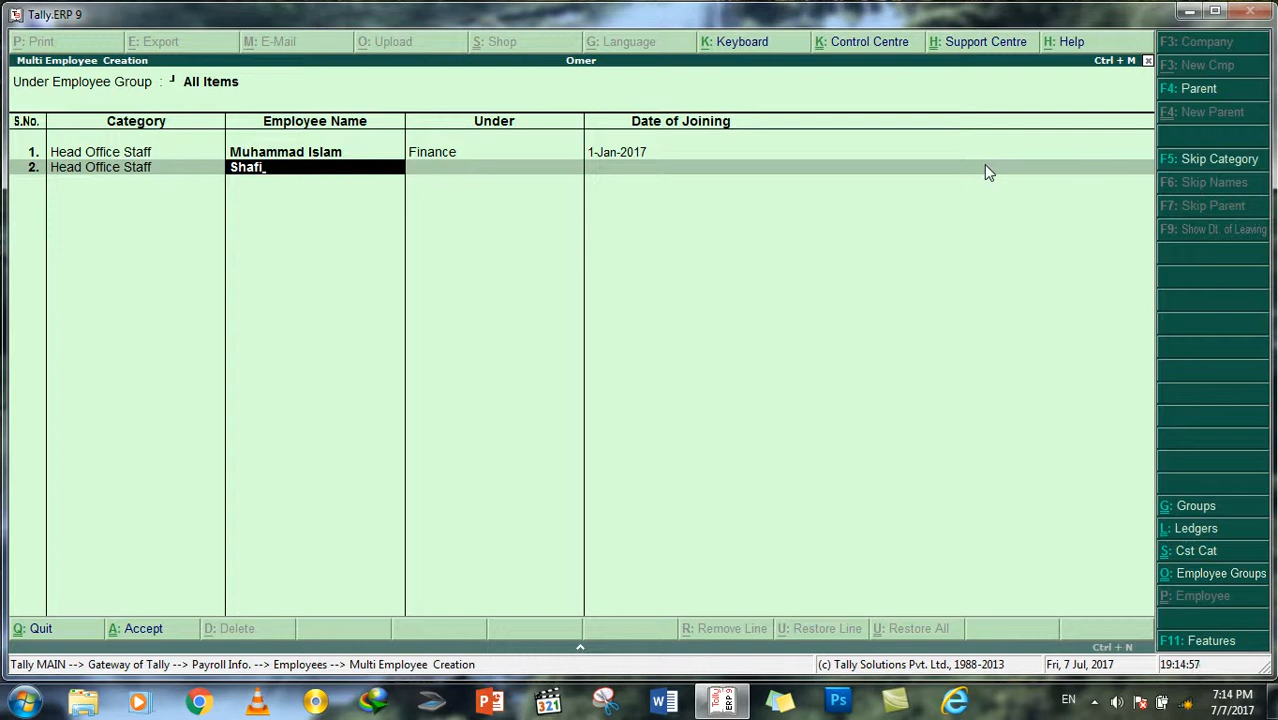 Tally.ERP 9
P: Print E: Export M: E-Mail O: Upload S: Shop G: Language K: Keyboard K: Control Centre H: Support Centre H: Help
F3: Company
Multi Employee Creation Omer Ctrl + M
F3: New Cmp
Under Employee Group : ┘ All Items
F4: Parent
F4: New Parent
S.No. Category Employee Name Under Date of Joining
1. Head Office Staff Muhammad Islam Finance 1-Jan-2017
F5: Skip Category
2. Head Office Staff Shafi_
F6: Skip Names
F7: Skip Parent
F9: Show Dt. of Leaving
G: Groups
L: Ledgers
S: Cst Cat
O: Employee Groups
P: Employee
Q: Quit A: Accept D: Delete R: Remove Line U: Restore Line U: Restore All
F11: Features
Ctrl + N
Tally MAIN --> Gateway of Tally --> Payroll Info. --> Employees --> Multi Employee Creation (c) Tally Solutions Pvt. Ltd., 1988-2013 Fri, 7 Jul, 2017 19:14:57
321 W Tally ERP 9 Ps EN 7:14 PM
7/7/2017